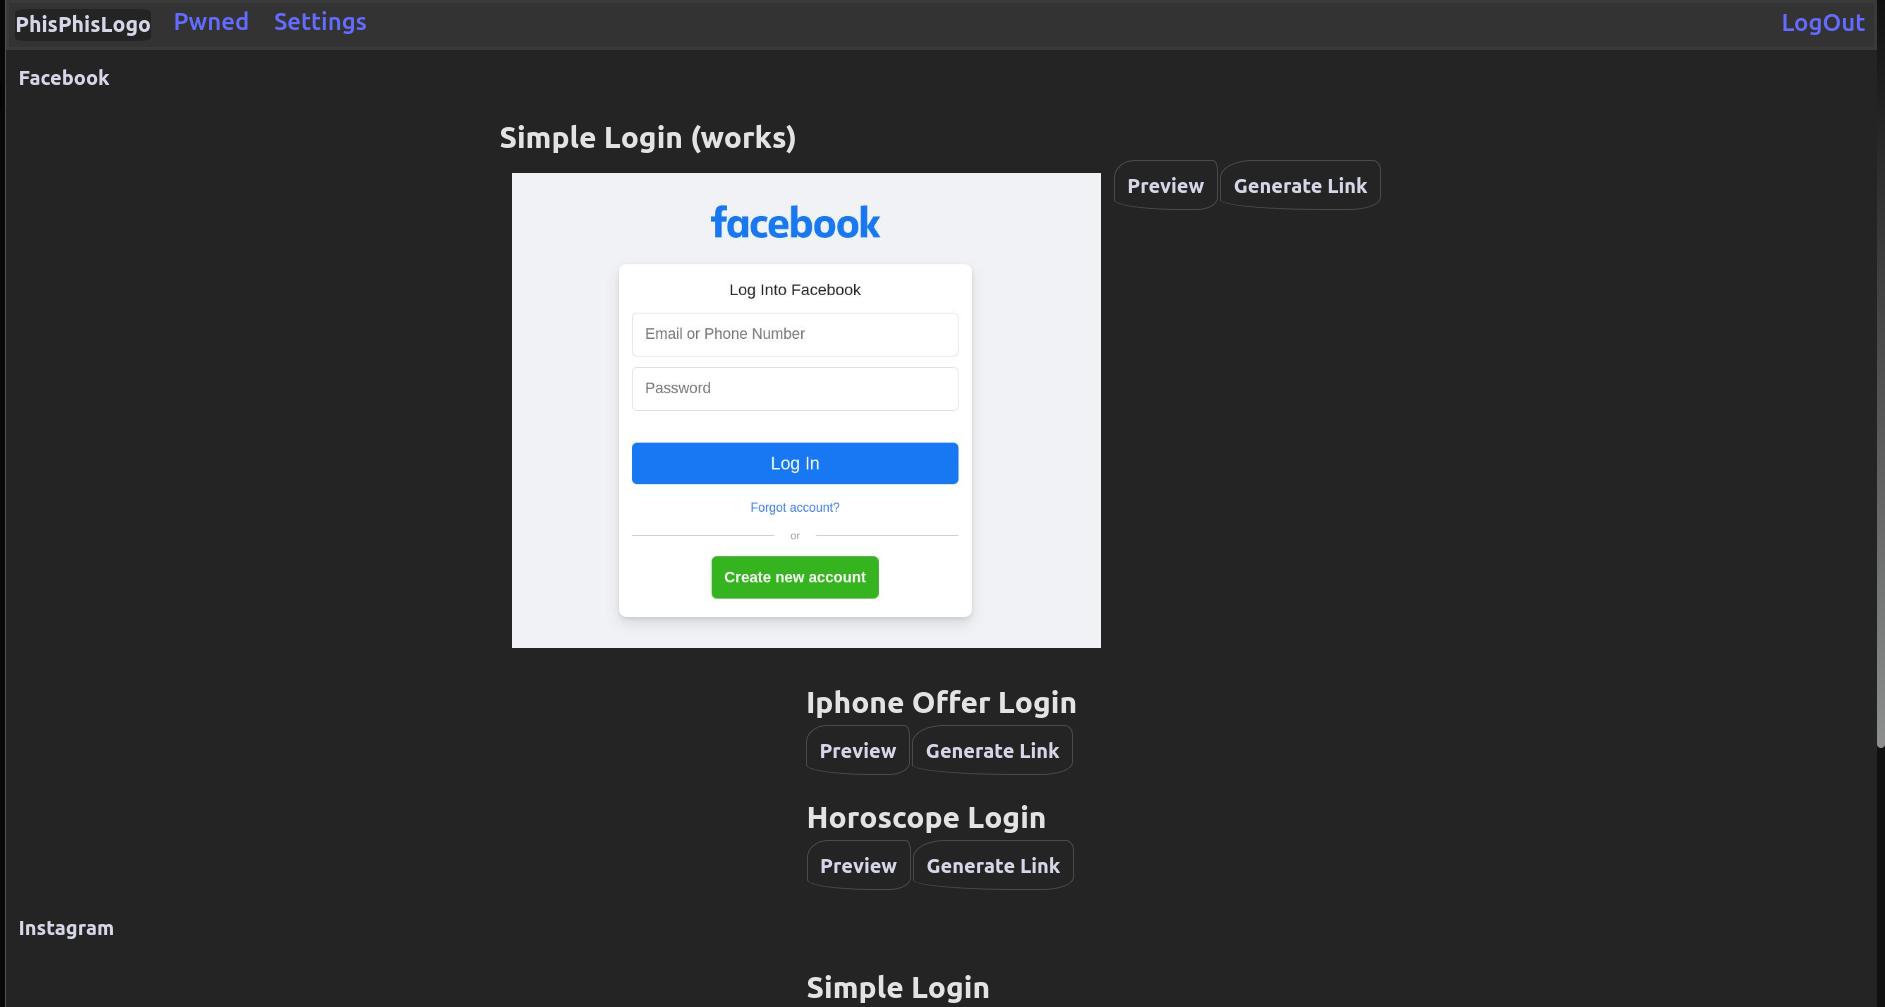 PhisPhisLogo Pwned Settings LogOut
Facebook
Simple Login (works)
Preview Generate Link
facebook
Log Into Facebook
Email or Phone Number
Password
Log In
Forgot account?
or
Create new account
Iphone Offer Login
Preview Generate Link
Horoscope Login
Preview Generate Link
Instagram
Simple Login